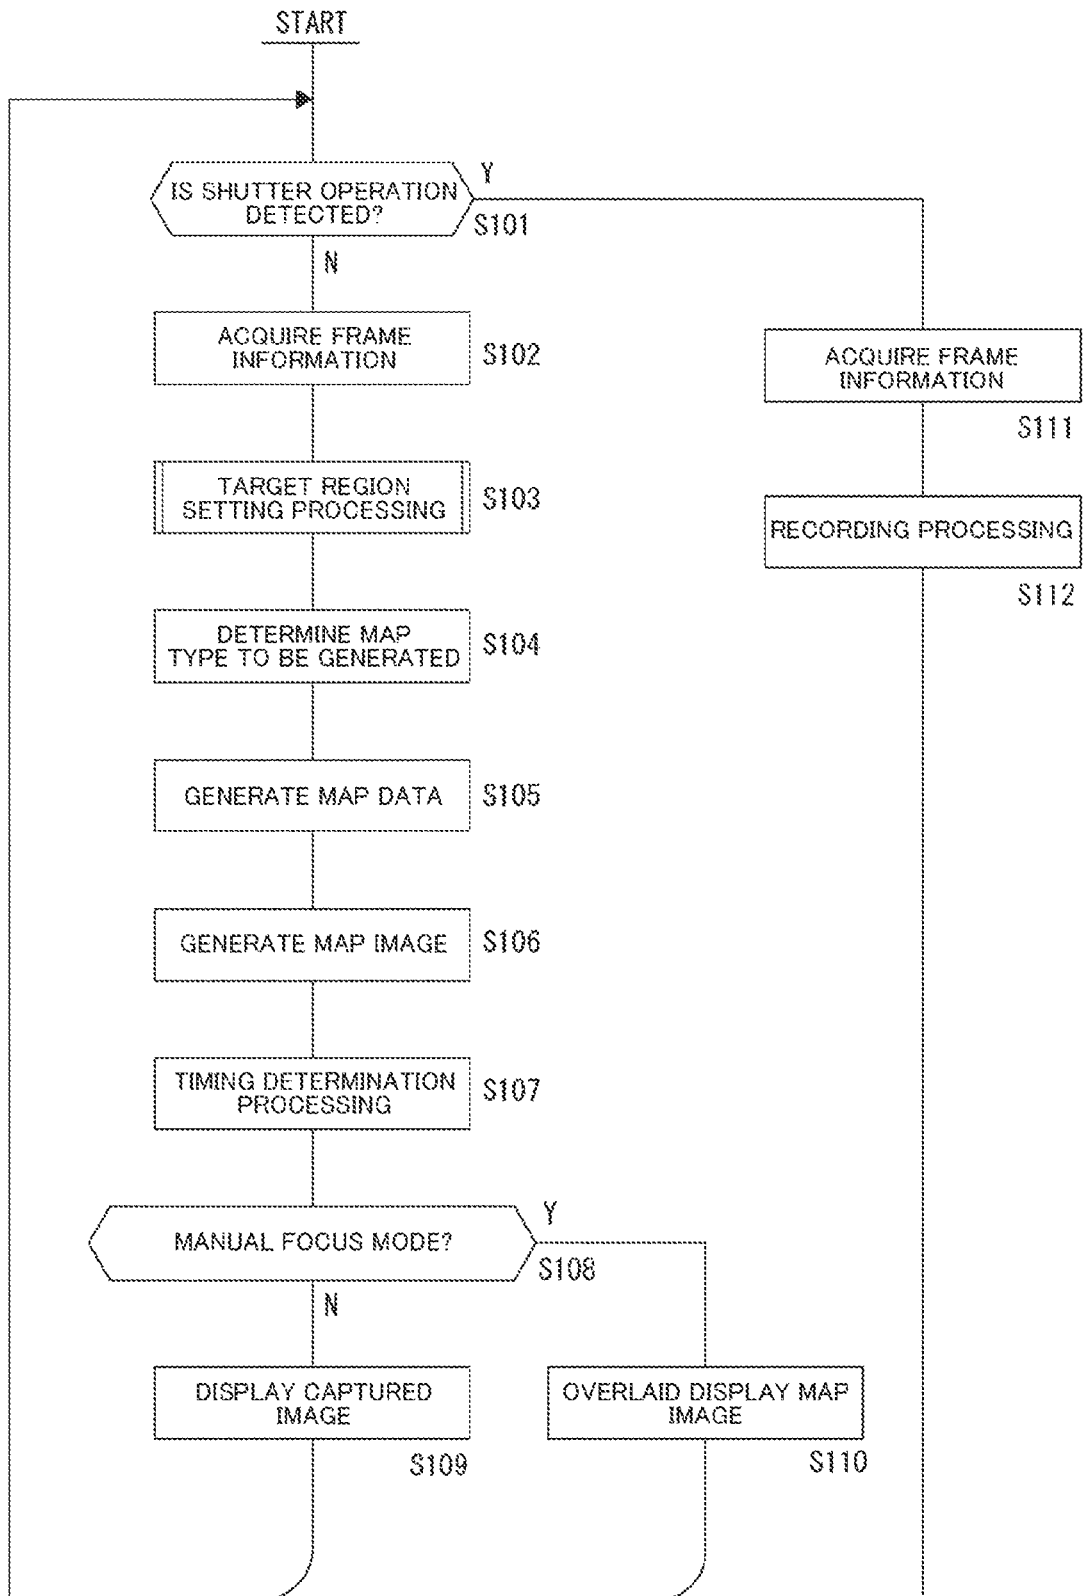 START
IS SHUTTER OPERATION
DETECTED?
Y
S101
N
ACQUIRE FRAME
INFORMATION
S102
ACQUIRE FRAME
INFORMATION
S111
TARGET REGION
SETTING PROCESSING
S103
RECORDING PROCESSING
S112
DETERMINE MAP
TYPE TO BE GENERATED
S104
GENERATE MAP DATA
S105
GENERATE MAP IMAGE
S106
TIMING DETERMINATION
PROCESSING
S107
MANUAL FOCUS MODE?
Y
S108
N
DISPLAY CAPTURED
IMAGE
S109
OVERLAID DISPLAY MAP
IMAGE
S110